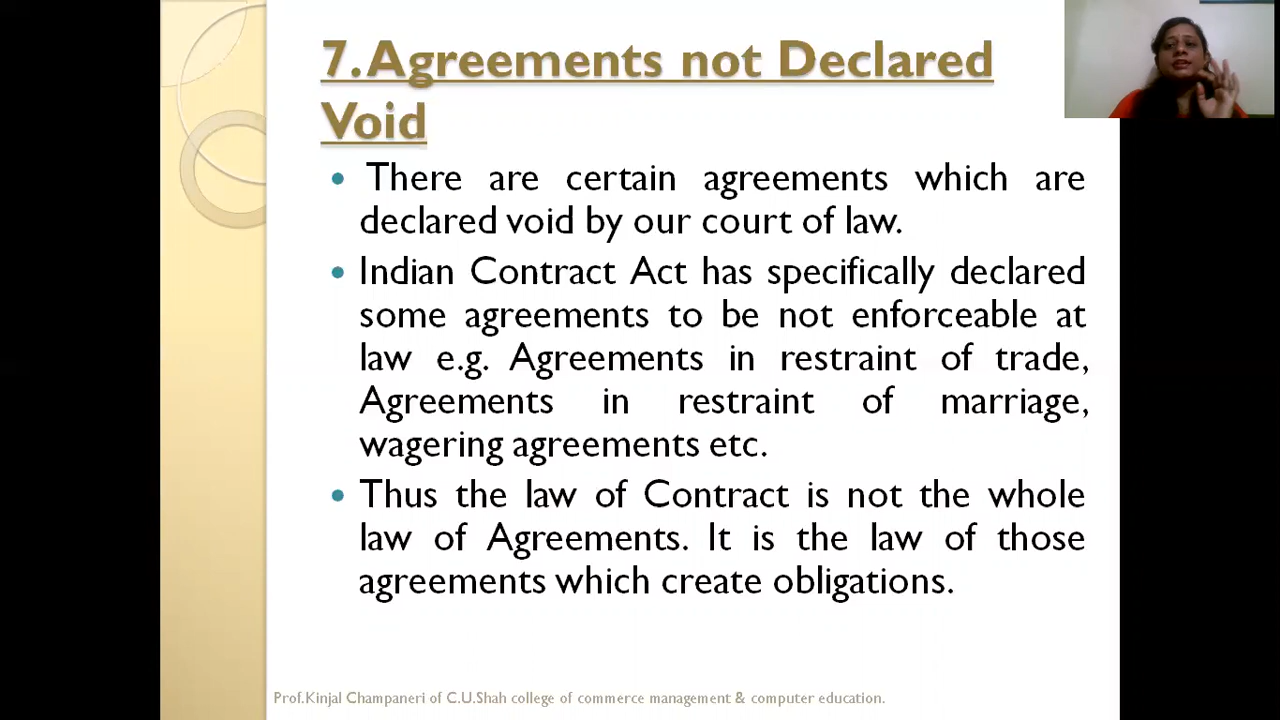 7.Agreements not Declared
Void
There are certain agreements which are
declared void by our court of law.
Indian Contract Act has specifically declared
some agreements to be not enforceable at
law e.g. Agreements in restraint of trade,
Agreements in restraint of marriage,
wagering agreements etc.
Thus the law of Contract is not the whole
law of Agreements. It is the law of those
agreements which create obligations.
Prof.Kinjal Champaneri of C.U.Shah college of commerce management & computer education.